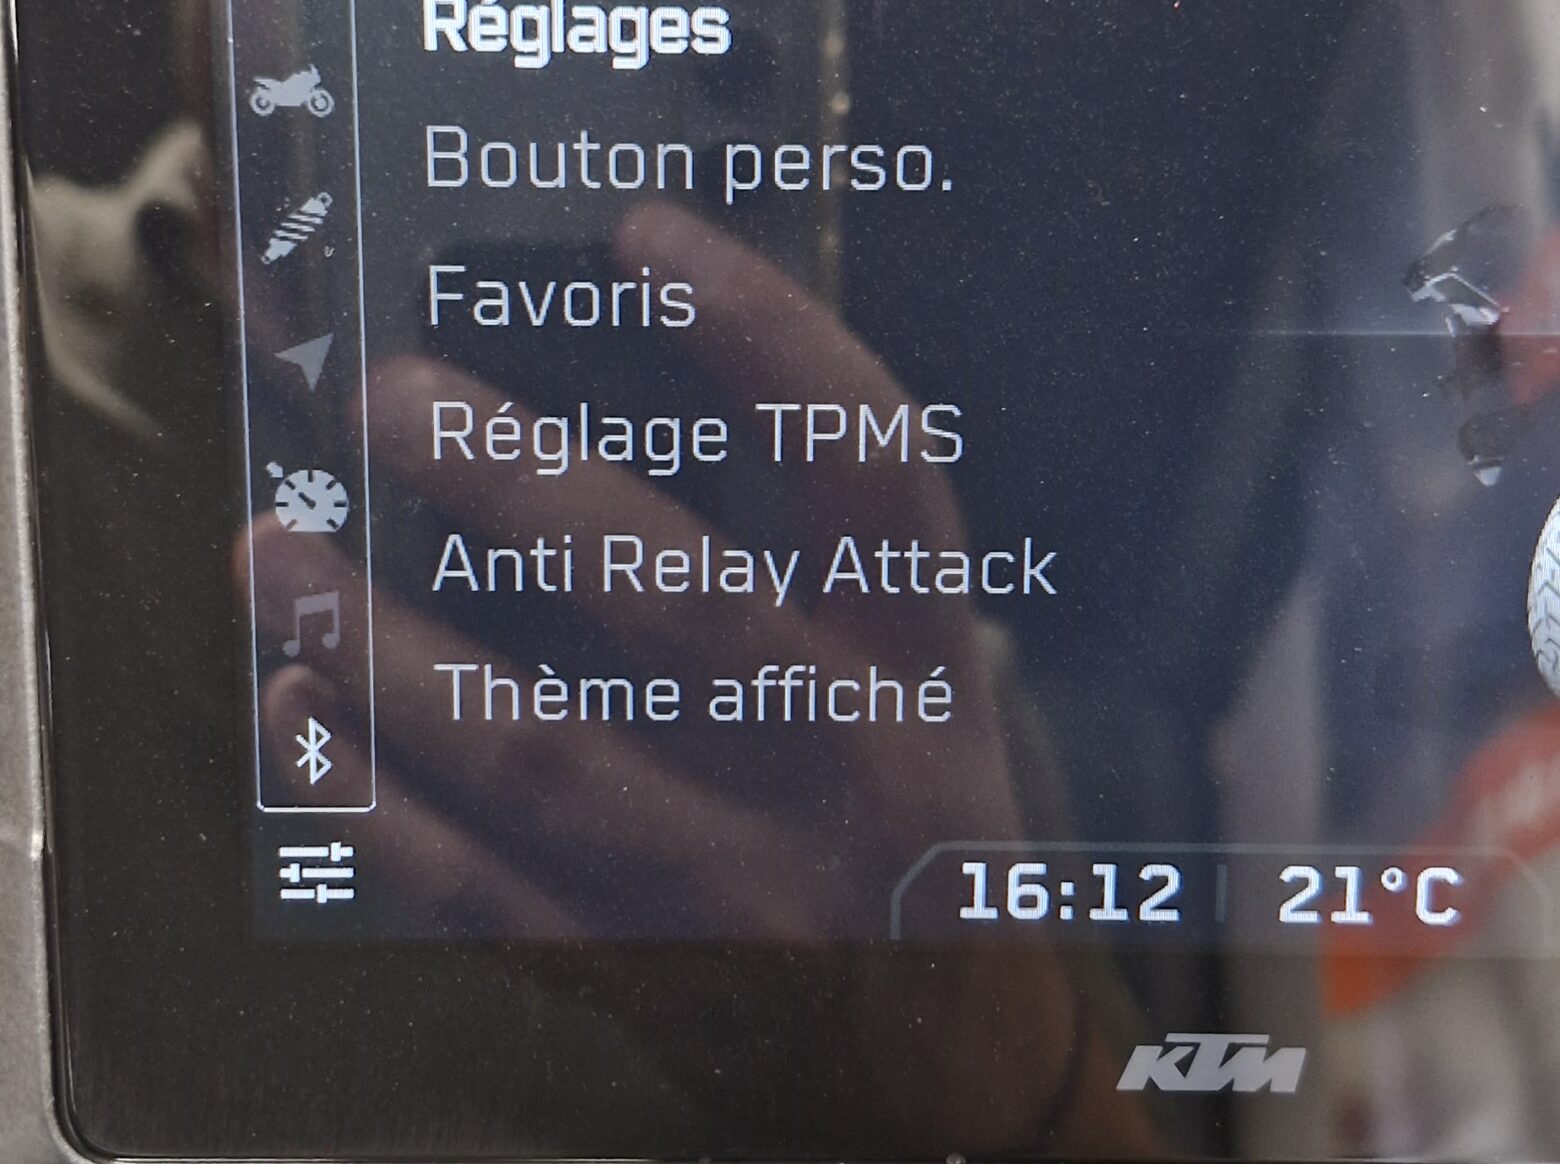 Réglages
Bouton perso.
Favoris
Réglage TPMS
Anti Relay Attack
Thème affiché
16:12 21°C
KTM